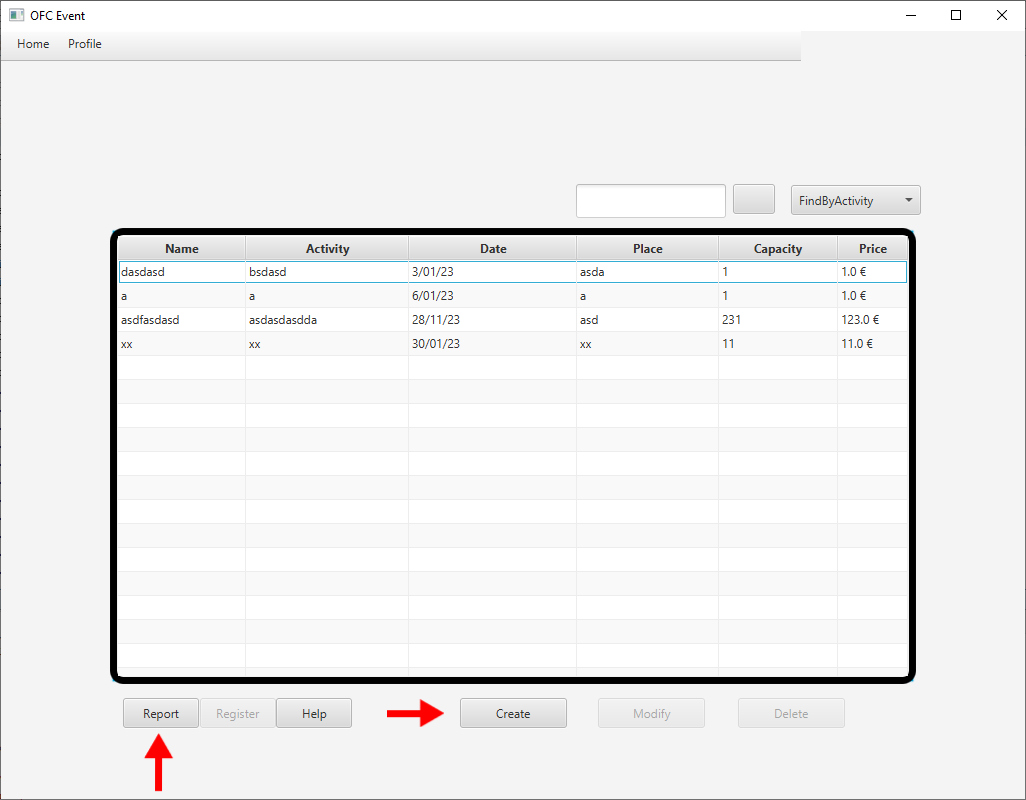 OFC Event
Home Profile
FindByActivity
Name Activity Date Place Capacity Price
dasdasd bsdasd 3/01/23 asda 1 1.0 €
a a 6/01/23 a 1 1.0 €
asdfasdasd asdasdasdda 28/11/23 asd 231 123.0 €
xx xx 30/01/23 xx 11 11.0 €
Report Register Help Create Modify Delete